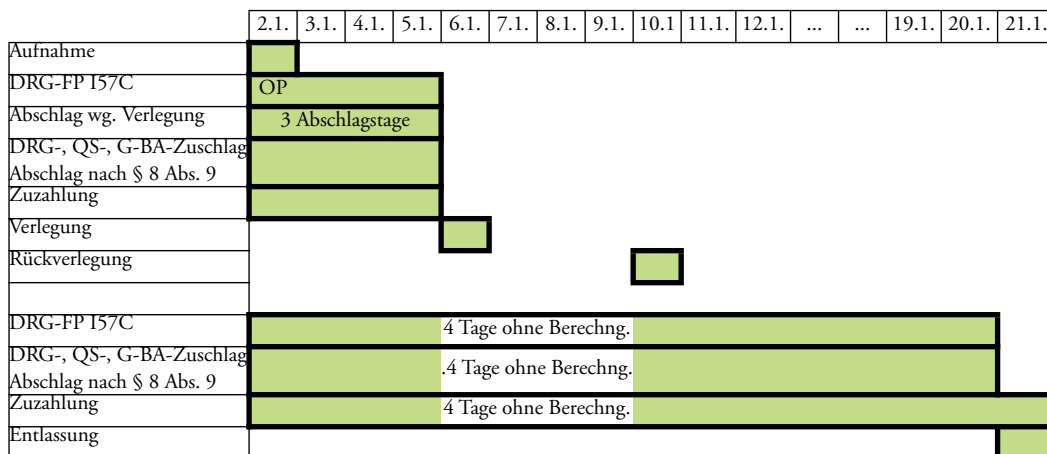 2.1. 3.1. 4.1. 5.1. 6.1. 7.1. 8.1. 9.1. 10.1 11.1. 12.1. ... ... 19.1. 20.1. 21.1.
Aufnahme
DRG-FP I57C OP
Abschlag wg. Verlegung 3 Abschlagstage
DRG-, QS-, G-BA-Zuschlag
Abschlag nach § 8 Abs. 9
Zuzahlung
Verlegung
Rückverlegung
DRG-FP I57C 4 Tage ohne Berechng.
DRG-, QS-, G-BA-Zuschlag
Abschlag nach § 8 Abs. 9 .4 Tage ohne Berechng.
Zuzahlung 4 Tage ohne Berechng.
Entlassung